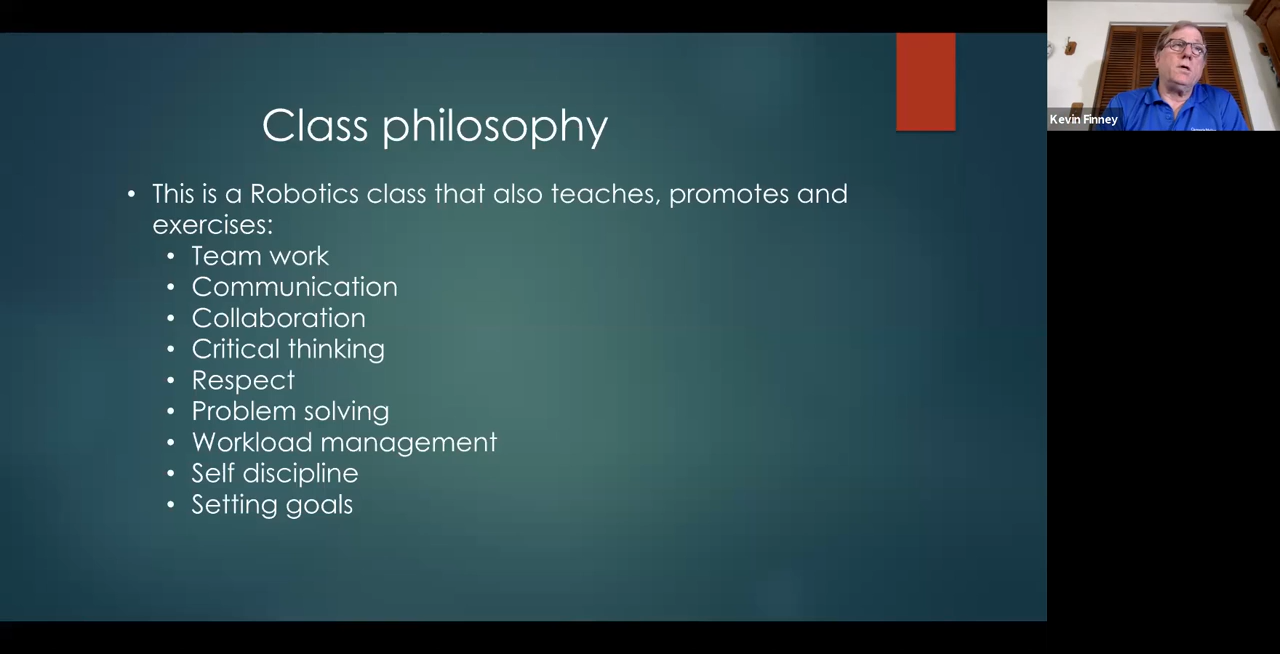 Class philosophy
• This is a Robotics class that also teaches, promotes and
exercises:
• Team work
• Communication
• Collaboration
• Critical thinking
• Respect
• Problem solving
• Workload management
• Self discipline
• Setting goals
Kevin Finney